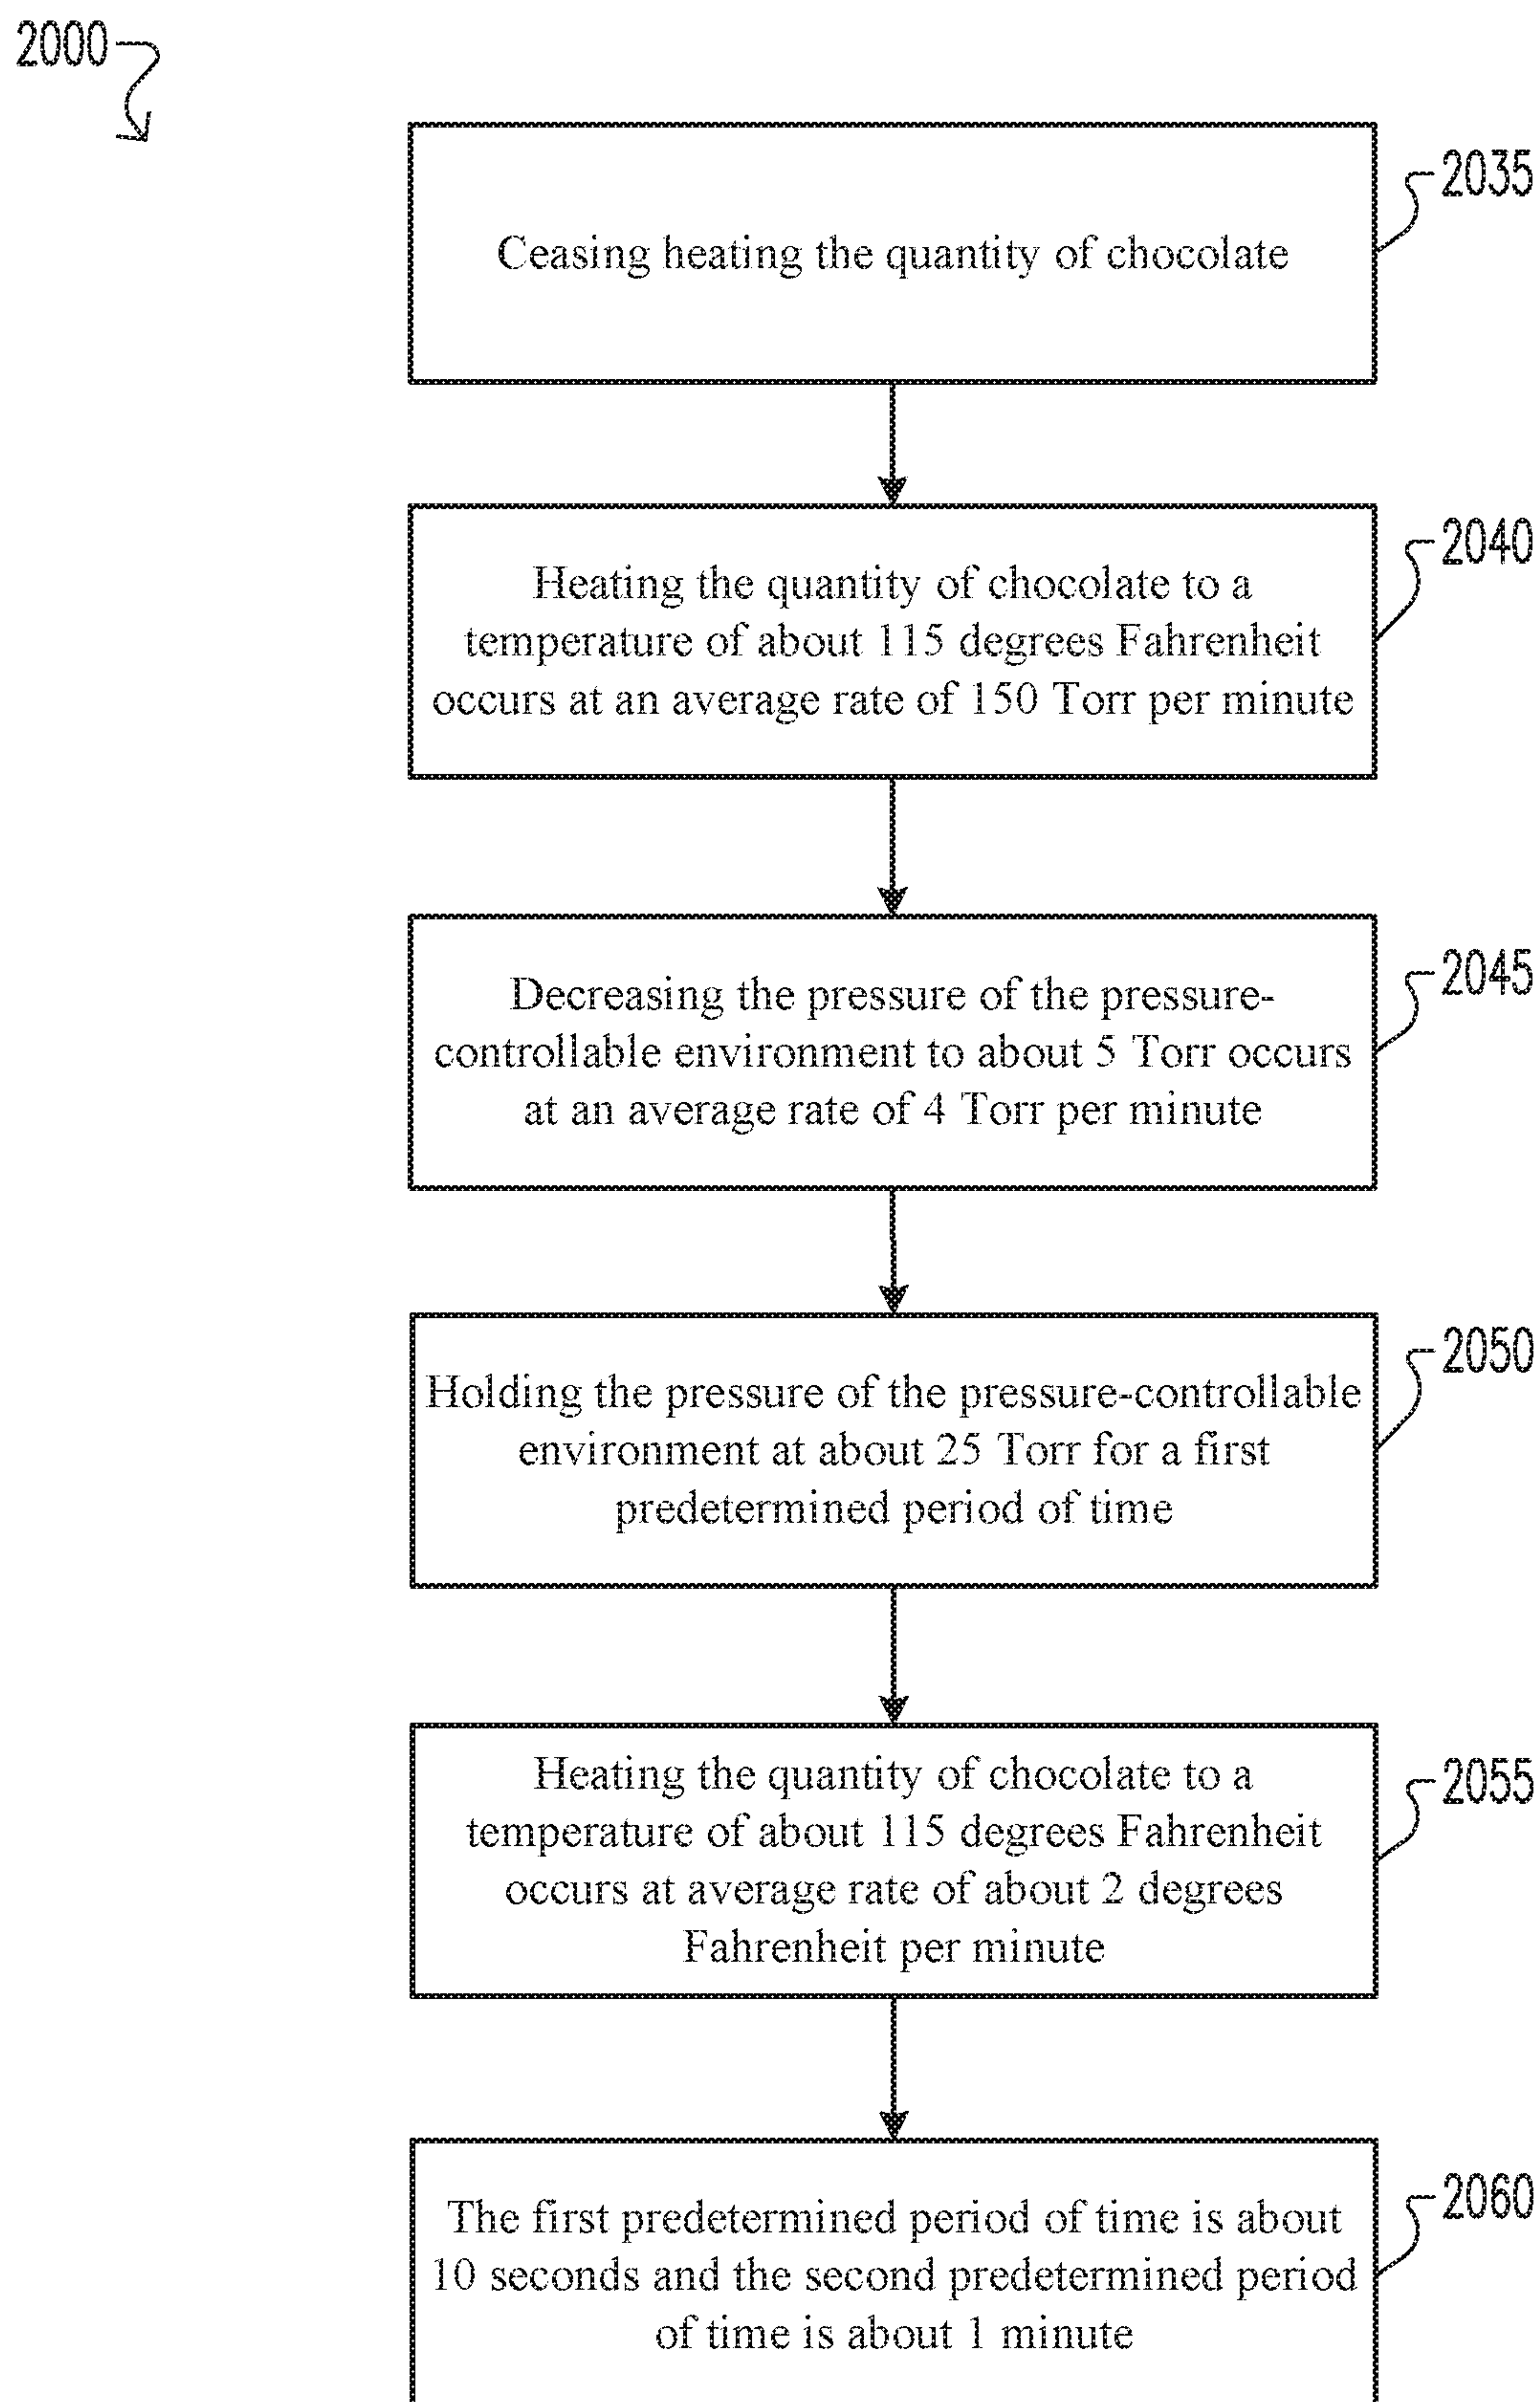 2000
2035
Ceasing heating the quantity of chocolate
2040
Heating the quantity of chocolate to a
temperature of about 115 degrees Fahrenheit
occurs at an average rate of 150 Torr per minute
2045
Decreasing the pressure of the pressure-
controllable environment to about 5 Torr occurs
at an average rate of 4 Torr per minute
2050
Holding the pressure of the pressure-controllable
environment at about 25 Torr for a first
predetermined period of time
2055
Heating the quantity of chocolate to a
temperature of about 115 degrees Fahrenheit
occurs at average rate of about 2 degrees
Fahrenheit per minute
2060
The first predetermined period of time is about
10 seconds and the second predetermined period
of time is about 1 minute